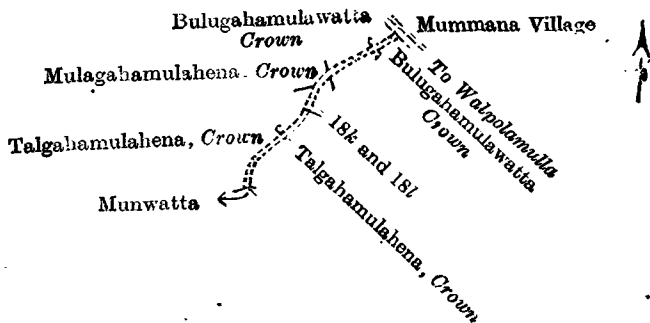 Bulugahamulawatta
Crown
Mummana Village
Mulagahamulahena. Crown
To Walpolamulla
Bulugahamulawatta
Crown
Talgahamulahena, Crown
18k and 18l
Talgahamulahena, Crown
Munwatta